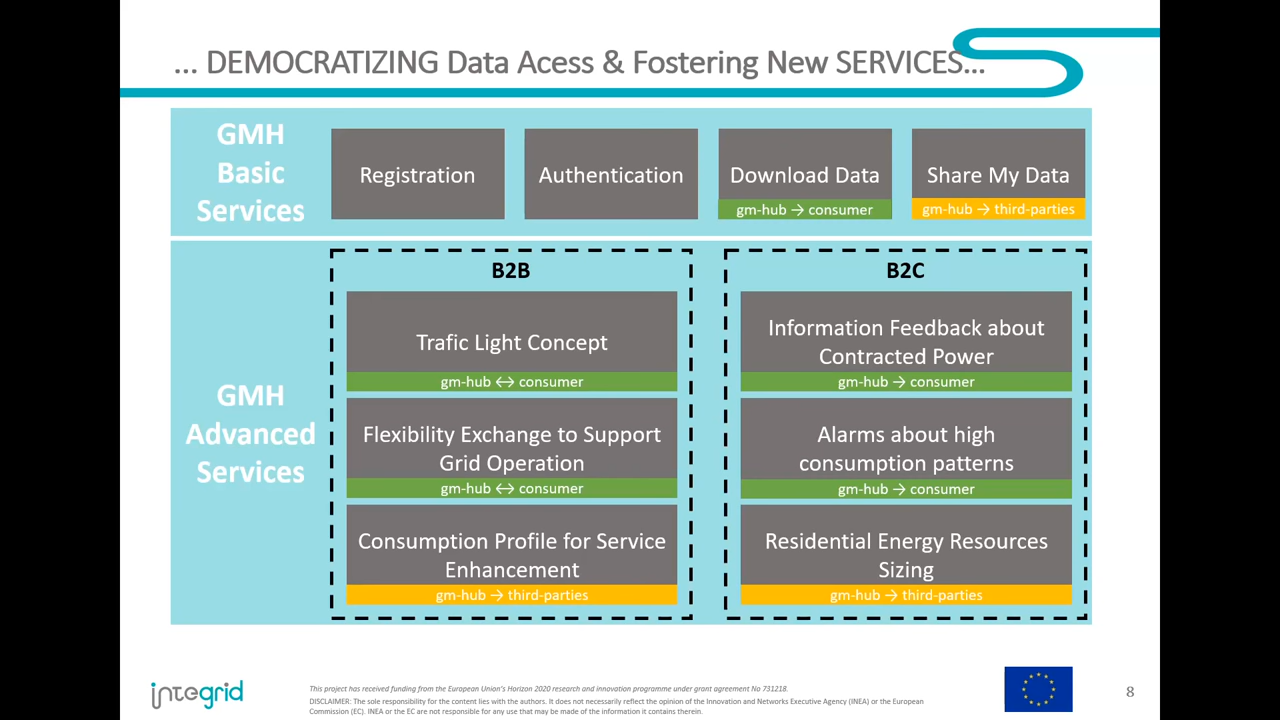 ... DEMOCRATIZING Data Acess & Fostering New SERVICES...
GMH
Basic
Services
Registration
Authentication
Download Data
gm-hub → consumer
Share My Data
gm-hub → third-parties
GMH
Advanced
Services
B2B
Trafic Light Concept
gm-hub ↔ consumer
Flexibility Exchange to Support
Grid Operation
gm-hub ↔ consumer
Consumption Profile for Service
Enhancement
gm-hub → third-parties
B2C
Information Feedback about
Contracted Power
gm-hub → consumer
Alarms about high
consumption patterns
gm-hub → consumer
Residential Energy Resources
Sizing
gm-hub → third-parties
integrid
This project has received funding from the European Union's Horizon 2020 research and innovation programme under grant agreement No 731218.
DISCLAIMER: The sole responsibility for the content lies with the authors. It does not necessarily reflect the opinion of the Innovation and Networks Executive Agency (INEA) or the European
Commission (EC). INEA or the EC are not responsible for any use that may be made of the information it contains therein.
8